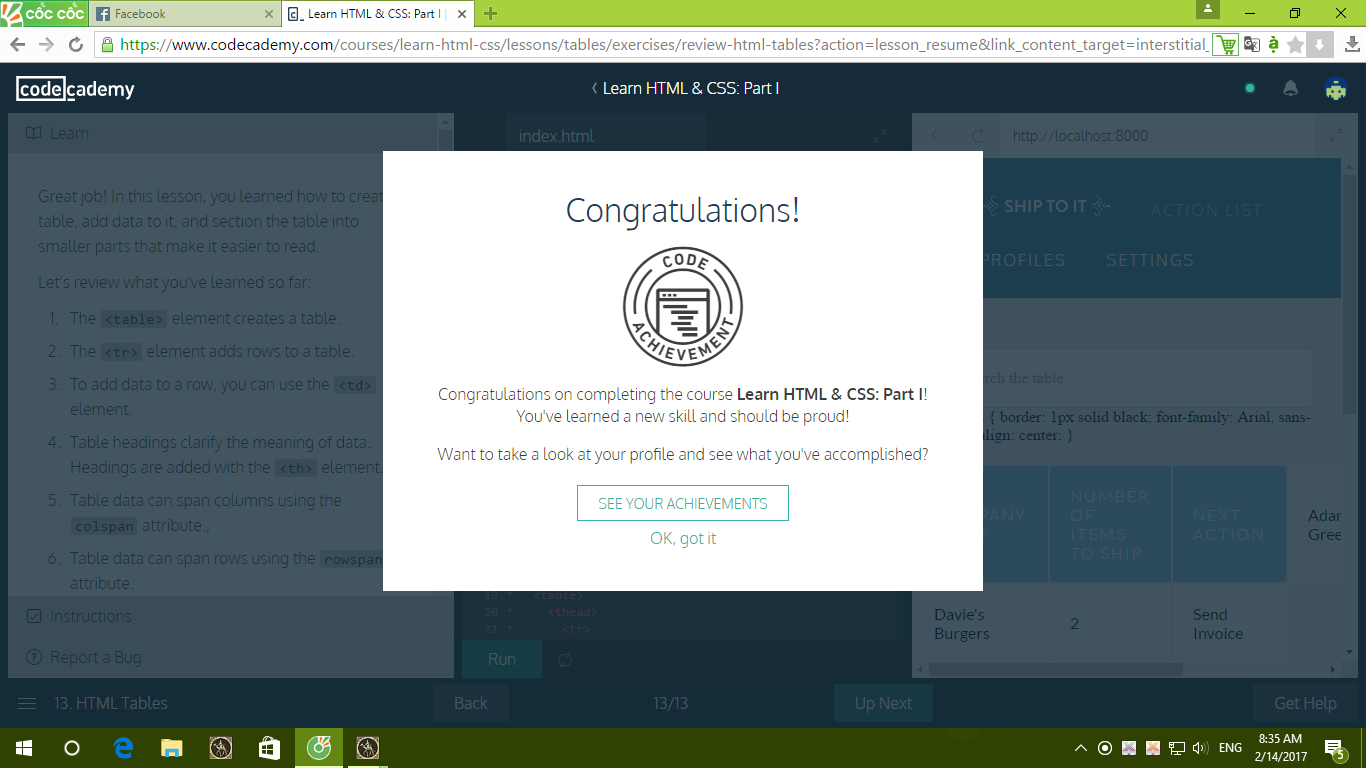 cốc cốc
Facebook
Learn HTML & CSS: Part I
https://www.codecademy.com/courses/learn-html-css/lessons/tables/exercises/review-html-tables?action=lesson_resume&link_content_target=interstitial_
codecademy
Learn HTML & CSS: Part I
Learn
Great job! In this lesson, you learned how to creat
table, add data to it, and section the table into
smaller parts that make it easier to read.
Let's review what you've learned so far:
1. The <table> element creates a table.
2. The <tr> element adds rows to a table.
3. To add data to a row, you can use the <td>
element.
4. Table headings clarify the meaning of data.
Headings are added with the <th> element.
5. Table data can span columns using the
colspan attribute.,
6. Table data can span rows using the rowspan
attribute.
Instructions
Report a Bug
index.html
19 <table>
20 <thead>
21 <tr>
Run
Congratulations!
CODE
ACHIEVEMENT
Congratulations on completing the course Learn HTML & CSS: Part I!
You've learned a new skill and should be proud!
Want to take a look at your profile and see what you've accomplished?
SEE YOUR ACHIEVEMENTS
OK, got it
http://localhost:8000
SHIP TO IT
ACTION LIST
PROFILES
SETTINGS
rch the table
{ border: 1px solid black; font-family: Arial, sans-
lign: center; }
PANY
NUMBER
OF
ITEMS
TO SHIP
NEXT
ACTION
Adar
Gree
Davie's
Burgers
2
Send
Invoice
13. HTML Tables
Back
13/13
Up Next
Get Help
ENG
8:35 AM
2/14/2017
5